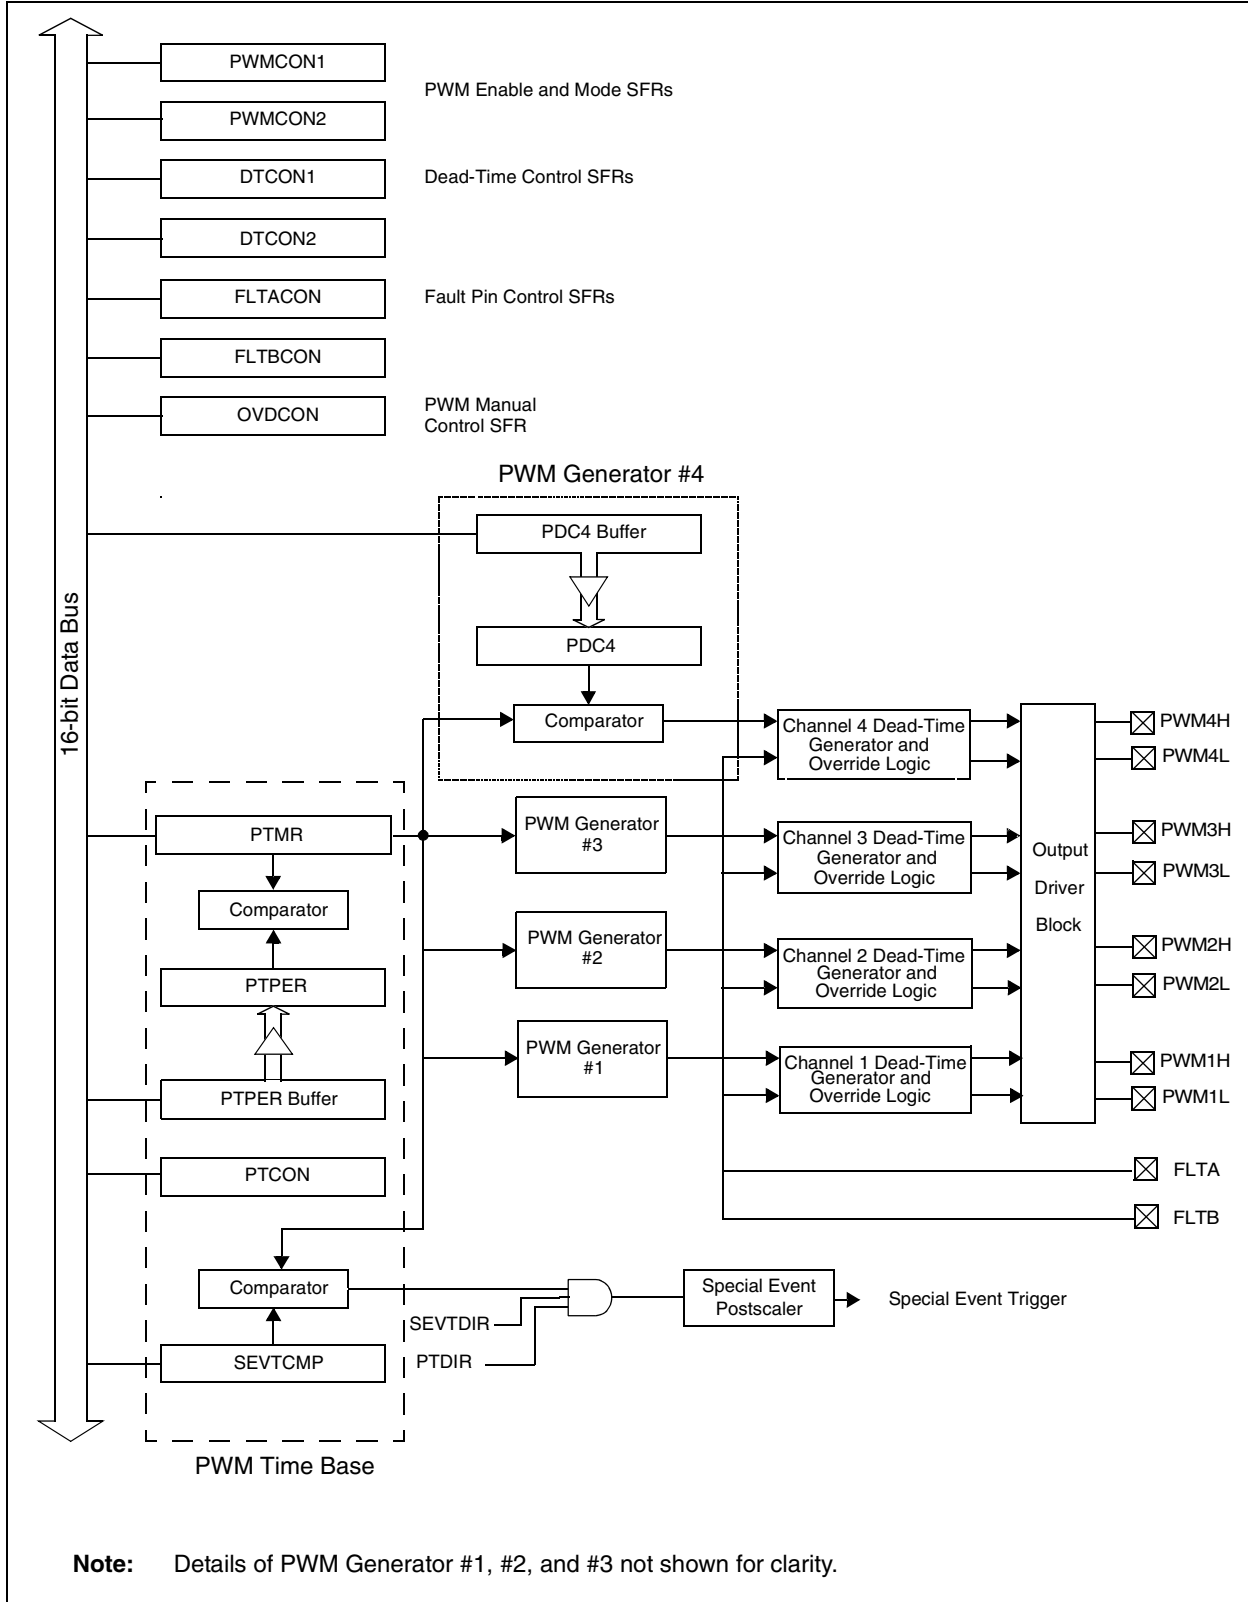 PWMCON1
PWM Enable and Mode SFRs
PWMCON2
DTCON1
Dead-Time Control SFRs
DTCON2
FLTACON
Fault Pin Control SFRs
FLTBCON
OVDCON
PWM Manual
Control SFR
PWM Generator #4
PDC4 Buffer
PDC4
Comparator
16-bit Data Bus
Channel 4 Dead-Time
Generator and
Override Logic
PWM4H
PWM4L
PTMR
PWM Generator
#3
Channel 3 Dead-Time
Generator and
Override Logic
PWM3H
PWM3L
Output
Driver
Block
Comparator
PTPER
PWM Generator
#2
Channel 2 Dead-Time
Generator and
Override Logic
PWM2H
PWM2L
PTPER Buffer
PWM Generator
#1
Channel 1 Dead-Time
Generator and
Override Logic
PWM1H
PWM1L
PTCON
FLTA
FLTB
Comparator
SEVTDIR
PTDIR
Special Event
Postscaler
Special Event Trigger
SEVTCMP
PWM Time Base
Note: Details of PWM Generator #1, #2, and #3 not shown for clarity.